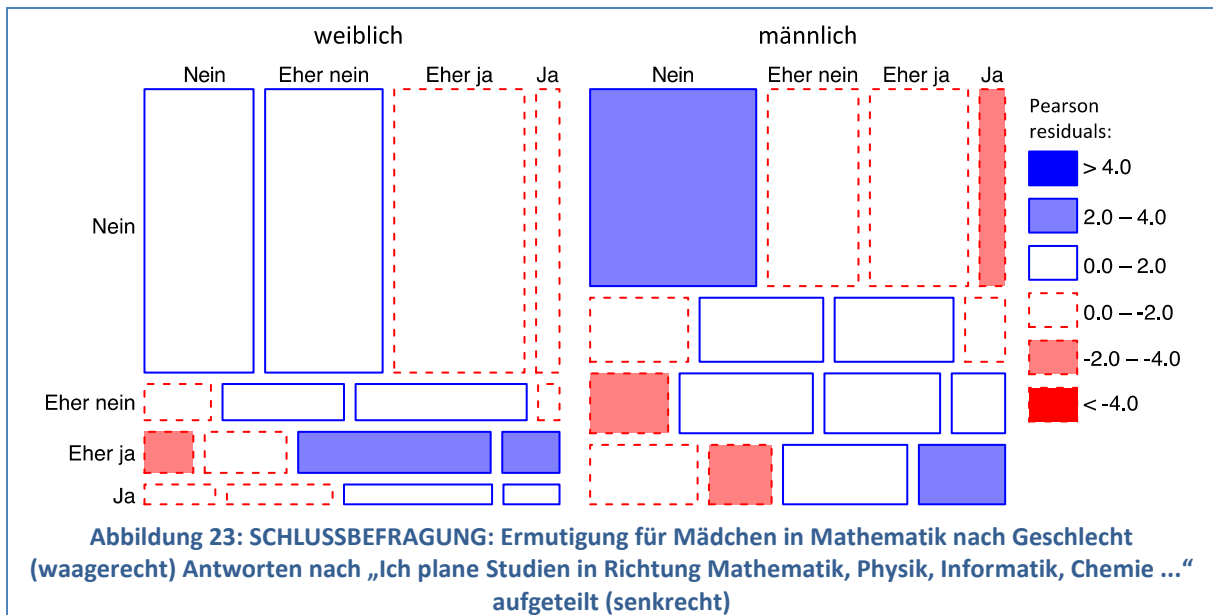 weiblich männlich
Nein Eher nein Eher ja Ja Nein Eher nein Eher ja Ja
Nein
Eher nein
Eher ja
Ja
Pearson
residuals:
> 4.0
2.0 – 4.0
0.0 – 2.0
0.0 – -2.0
-2.0 – -4.0
< -4.0
Abbildung 23: SCHLUSSBEFRAGUNG: Ermutigung für Mädchen in Mathematik nach Geschlecht
(waagerecht) Antworten nach „Ich plane Studien in Richtung Mathematik, Physik, Informatik, Chemie ...“
aufgeteilt (senkrecht)